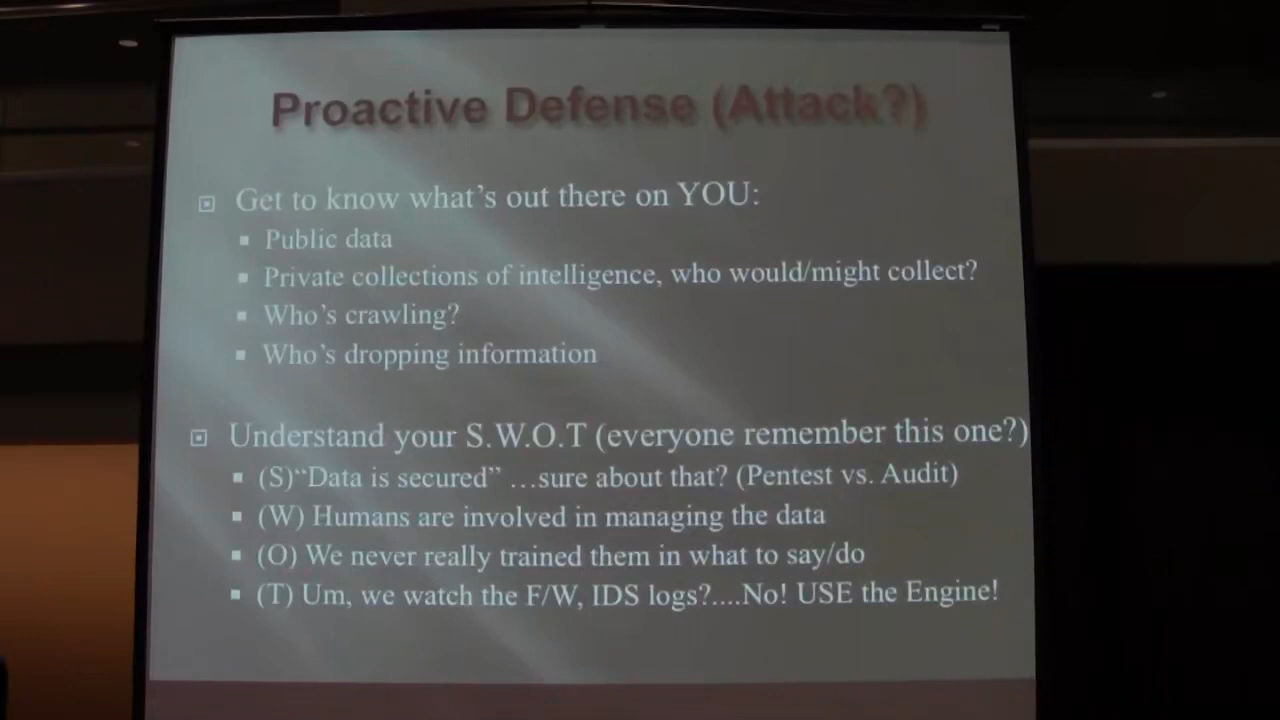 Proactive Defense (Attack?)
Get to know what's out there on YOU:
Public data
Private collections of intelligence, who would/might collect?
Who's crawling?
Who's dropping information
Understand your S.W.O.T (everyone remember this one?)
(S)“Data is secured” …sure about that? (Pentest vs. Audit)
(W) Humans are involved in managing the data
(O) We never really trained them in what to say/do
(T) Um, we watch the F/W, IDS logs?....No! USE the Engine!